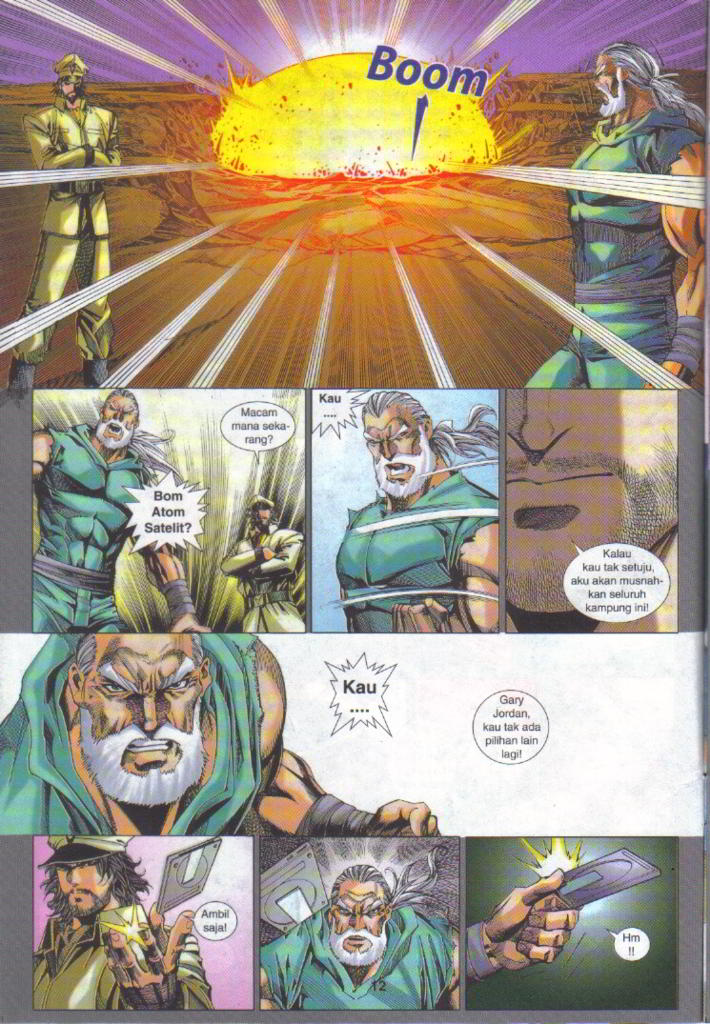 Boom
Macam
mana seka-
rang?
Bom
Atom
Satelit?
Kau
....
Kalau
kau tak setuju,
aku akan musnah-
kan seluruh
kampung ini!
Kau
....
Gary
Jordan,
kau tak ada
pilihan lain
lagi!
Ambil
saja!
Hm
!!
12